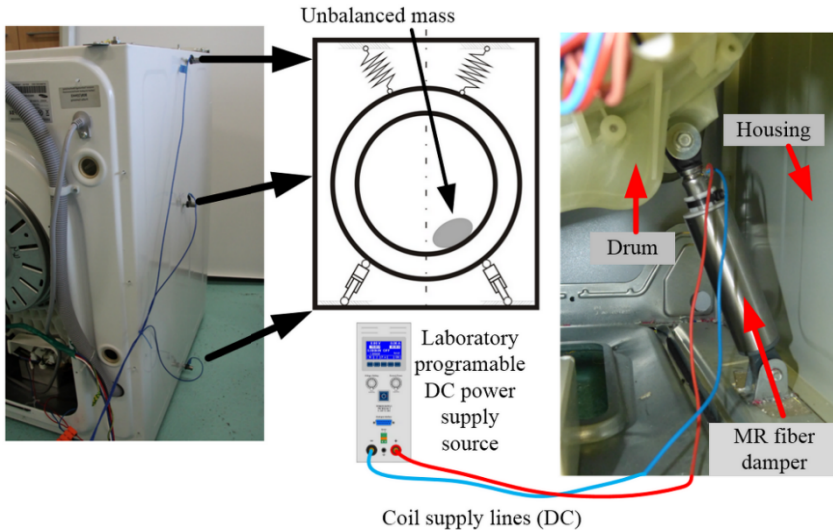 Unbalanced mass
Housing
Drum
Laboratory
programable
DC power
supply
source
MR fiber
damper
Coil supply lines (DC)